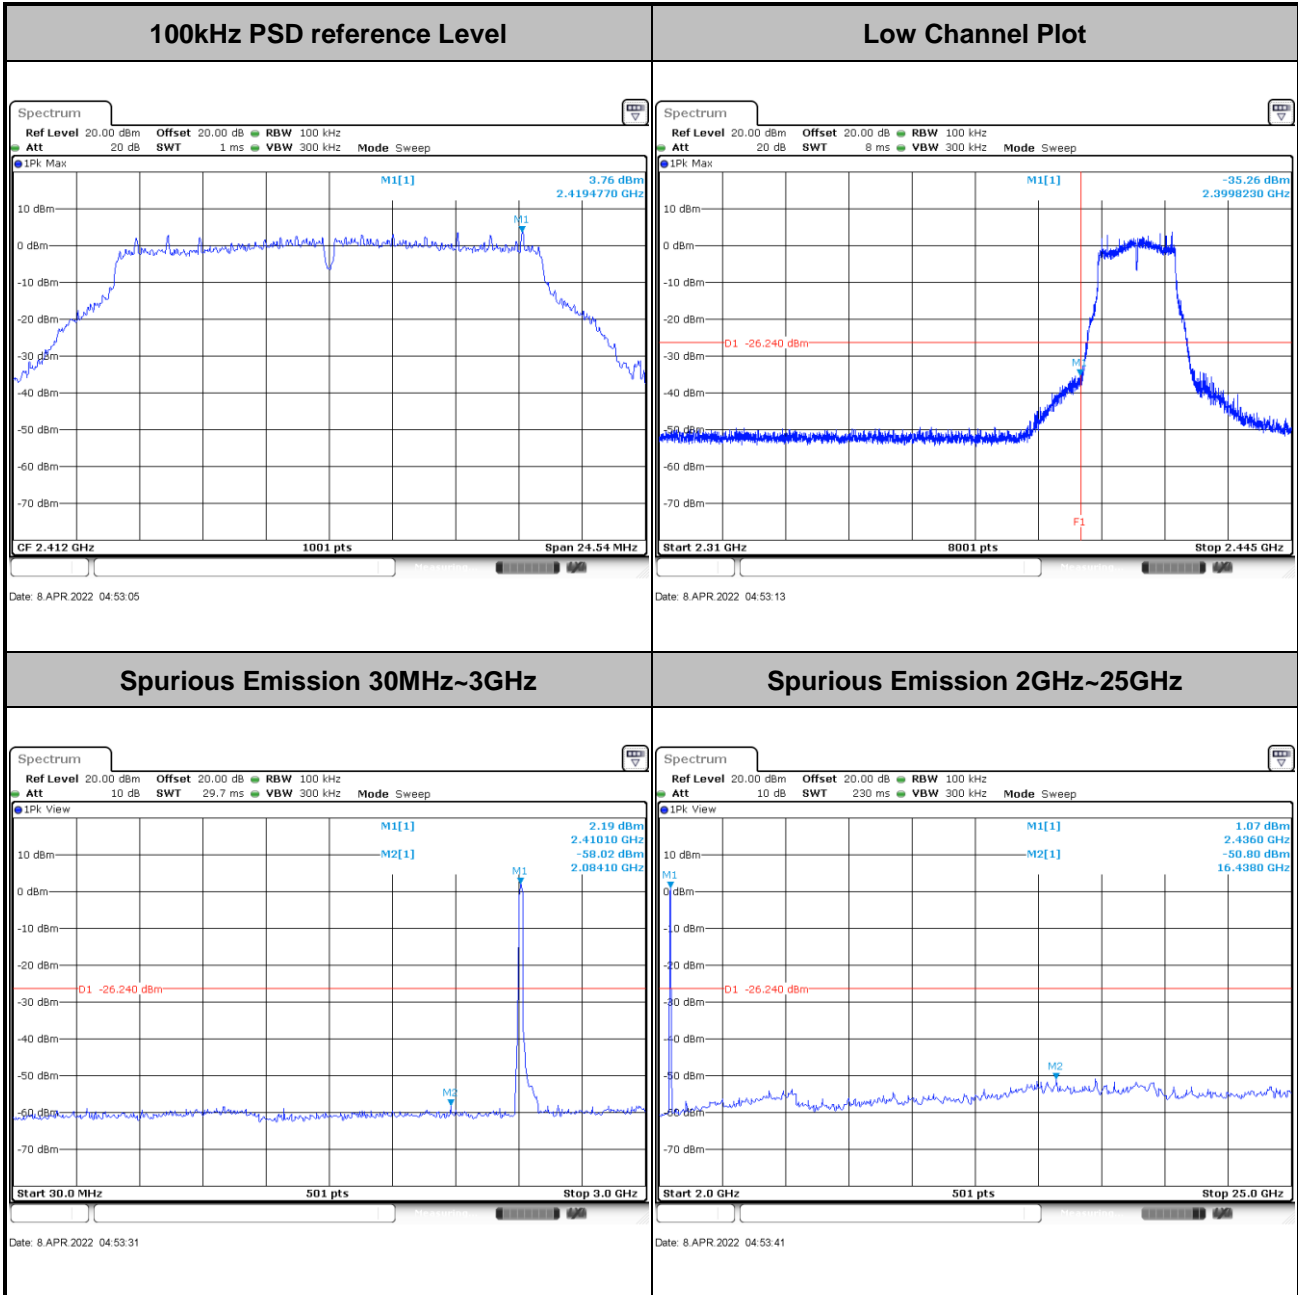 100kHz PSD reference Level
Spectrum
Ref Level 20.00 dBm Offset 20.00 dB RBW 100 kHz
Att 20 dB SWT 1 ms VBW 300 kHz Mode Sweep
1Pk Max
M1[1] 3.76 dBm
2.4194770 GHz
M1
10 dBm
0 dBm
-10 dBm
-20 dBm
-30 dBm
-40 dBm
-50 dBm
-60 dBm
-70 dBm
CF 2.412 GHz 1001 pts Span 24.54 MHz
Measuring...
Date: 8.APR.2022 04:53:05
Low Channel Plot
Spectrum
Ref Level 20.00 dBm Offset 20.00 dB RBW 100 kHz
Att 20 dB SWT 8 ms VBW 300 kHz Mode Sweep
1Pk Max
M1[1] -35.26 dBm
2.3998230 GHz
10 dBm
0 dBm
-10 dBm
-20 dBm
D1 -26.240 dBm
-30 dBm
M1
-40 dBm
-50 dBm
-60 dBm
-70 dBm
F1
Start 2.31 GHz 8001 pts Stop 2.445 GHz
Measuring...
Date: 8.APR.2022 04:53:13
Spurious Emission 30MHz~3GHz
Spectrum
Ref Level 20.00 dBm Offset 20.00 dB RBW 100 kHz
Att 10 dB SWT 29.7 ms VBW 300 kHz Mode Sweep
1Pk View
M1[1] 2.19 dBm
2.41010 GHz
10 dBm
M2[1] -58.02 dBm
2.08410 GHz
M1
0 dBm
-10 dBm
-20 dBm
D1 -26.240 dBm
-30 dBm
-40 dBm
-50 dBm
M2
-60 dBm
-70 dBm
Start 30.0 MHz 501 pts Stop 3.0 GHz
Measuring...
Date: 8.APR.2022 04:53:31
Spurious Emission 2GHz~25GHz
Spectrum
Ref Level 20.00 dBm Offset 20.00 dB RBW 100 kHz
Att 10 dB SWT 230 ms VBW 300 kHz Mode Sweep
1Pk View
M1[1] 1.07 dBm
2.4360 GHz
10 dBm
M2[1] -50.80 dBm
16.4380 GHz
M1
0 dBm
-10 dBm
-20 dBm
D1 -26.240 dBm
-30 dBm
-40 dBm
M2
-50 dBm
-60 dBm
-70 dBm
Start 2.0 GHz 501 pts Stop 25.0 GHz
Measuring...
Date: 8.APR.2022 04:53:41